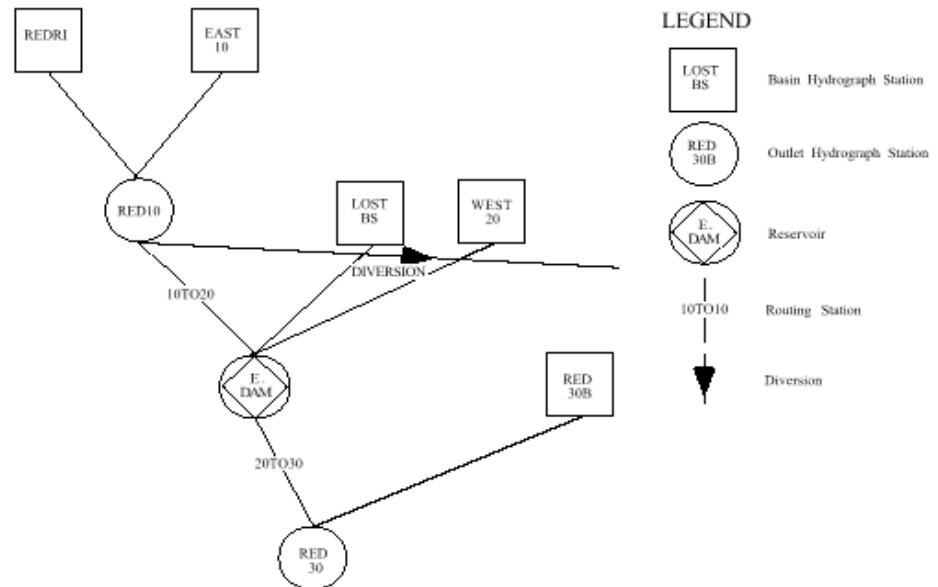 REDRI
EAST
10
LEGEND
LOST
BS
Basin Hydrograph Station
RED
30B
Outlet Hydrograph Station
RED10
LOST
BS
WEST
20
E.
DAM
Reservoir
DIVERSION
10TO20
10TO10
Routing Station
E.
DAM
RED
30B
Diversion
20TO30
RED
30